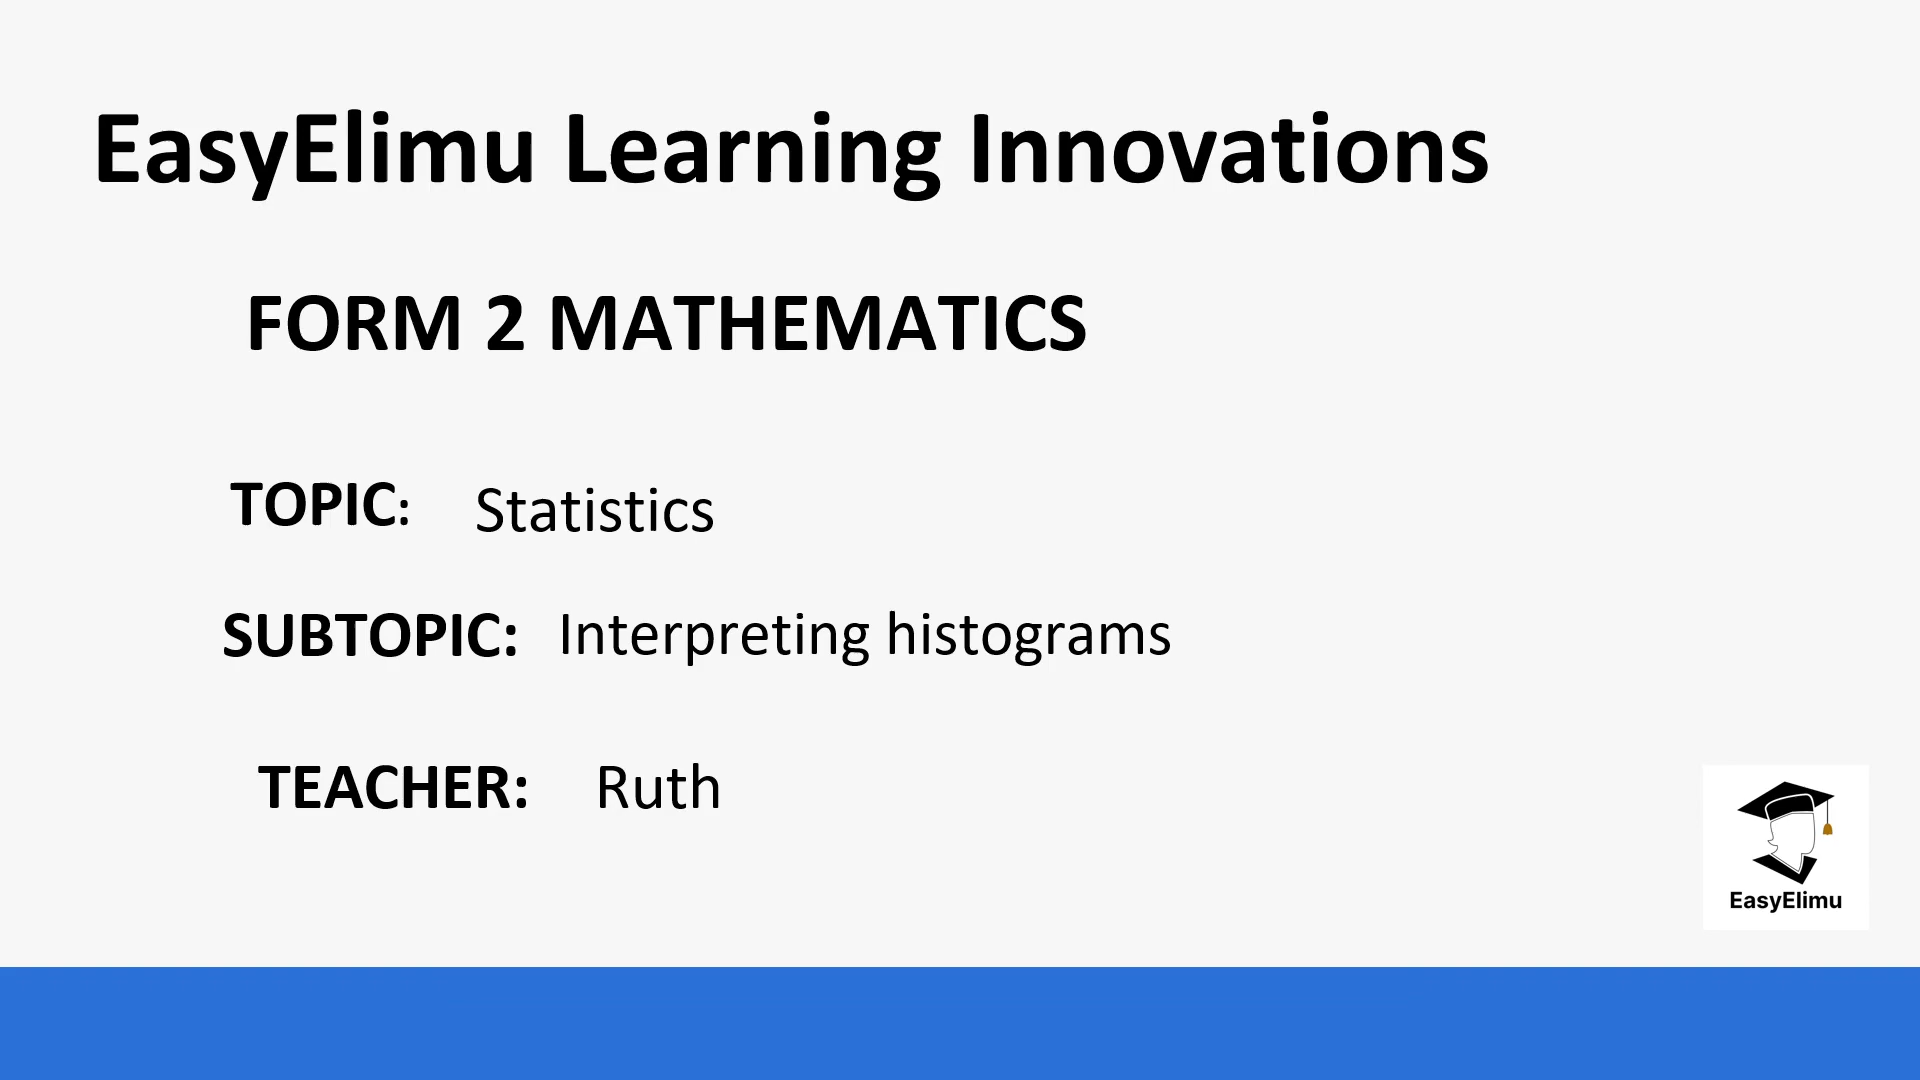 EasyElimu Learning Innovations
FORM 2 MATHEMATICS
TOPIC: Statistics
SUBTOPIC: Interpreting histograms
TEACHER: Ruth
EasyElimu